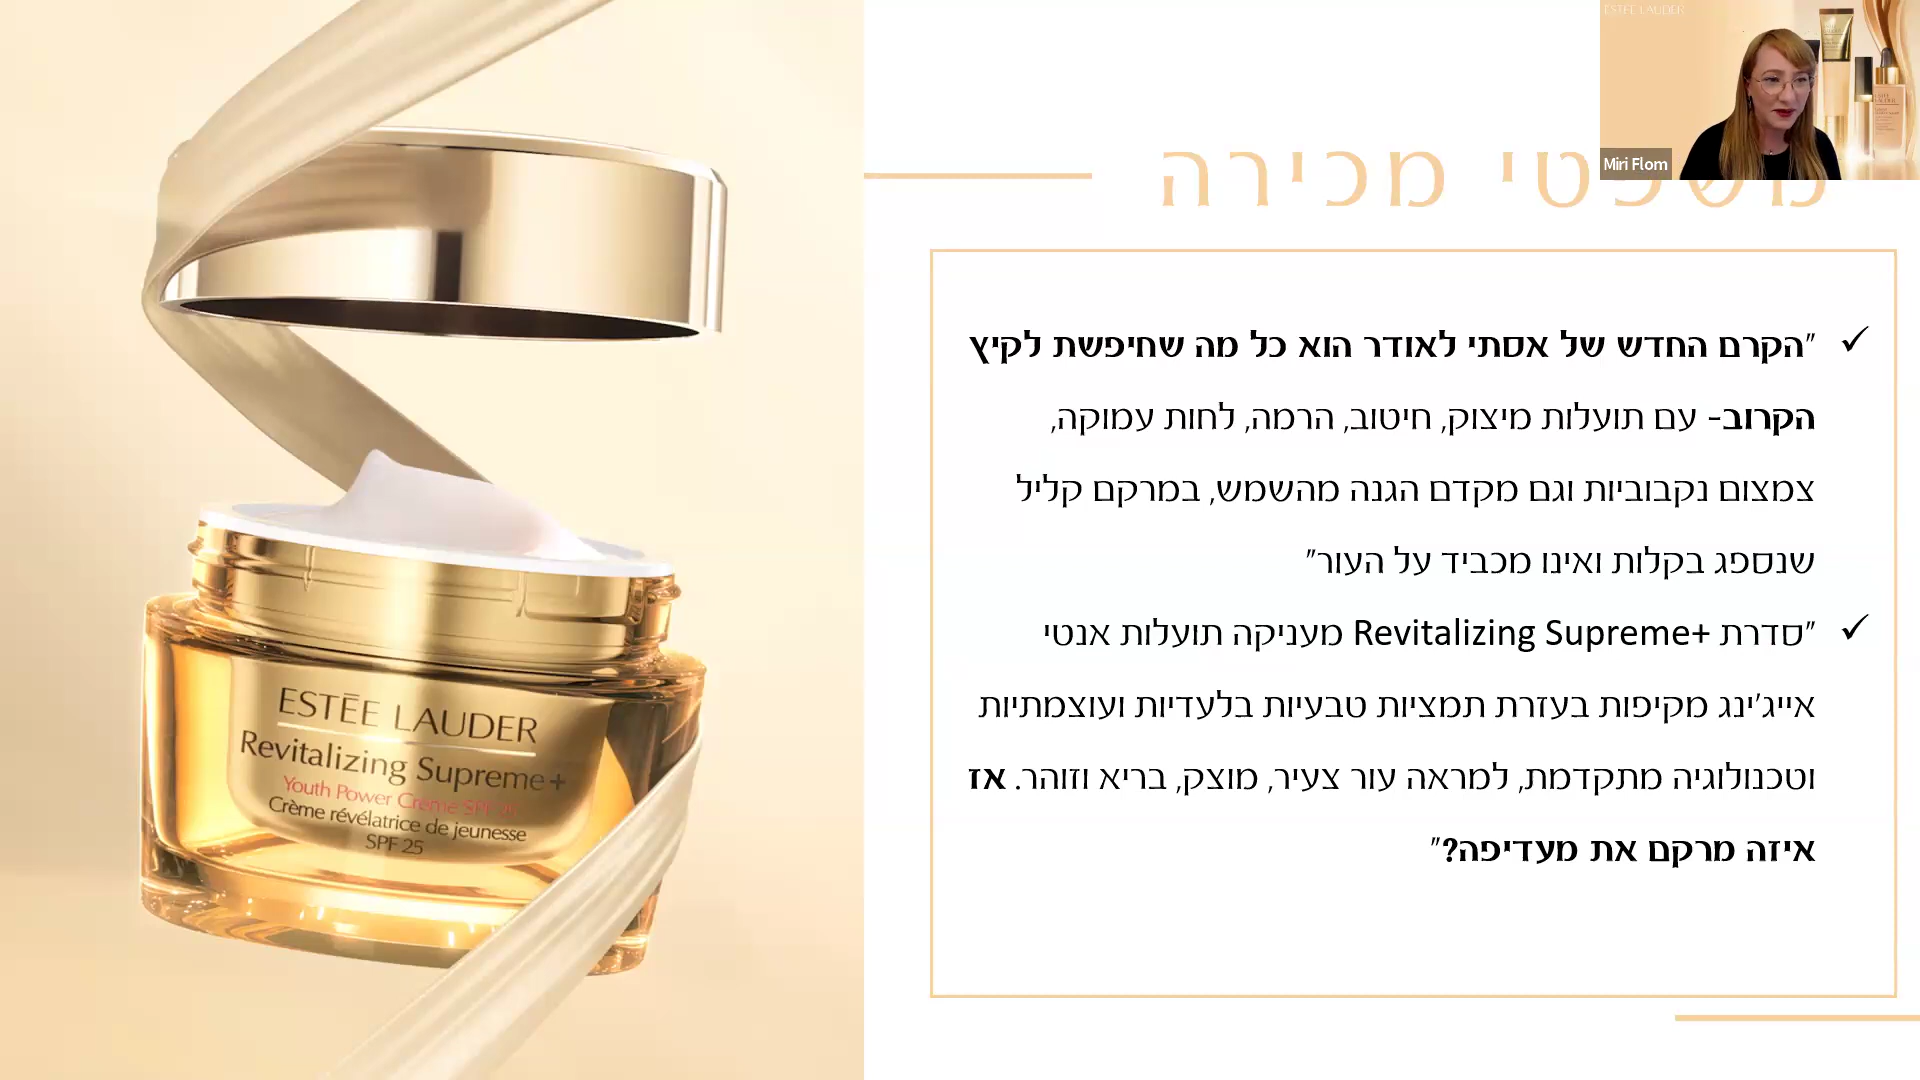 ESTĒE LAUDER
Miri Flom
משפטי מכירה
"הקרם החדש של אסתי לאודר הוא כל מה שחיפשת לקיץ
הקרוב- עם תועלות מיצוק, חיטוב, הרמה, לחות עמוקה,
צמצום נקבוביות וגם מקדם הגנה מהשמש, במרקם קליל
שנספג בקלות ואינו מכביד על העור"
"סדרת Revitalizing Supreme+ מעניקה תועלות אנטי
אייג'ינג מקיפות בעזרת תמציות טבעיות בלעדיות ועוצמתיות
וטכנולוגיה מתקדמת, למראה עור צעיר, מוצק, בריא וזוהר. אז
איזה מרקם את מעדיפה?"
ESTĒE LAUDER
Revitalizing Supreme+
Youth Power Crème SPF 25
Crème révélatrice de jeunesse
SPF 25